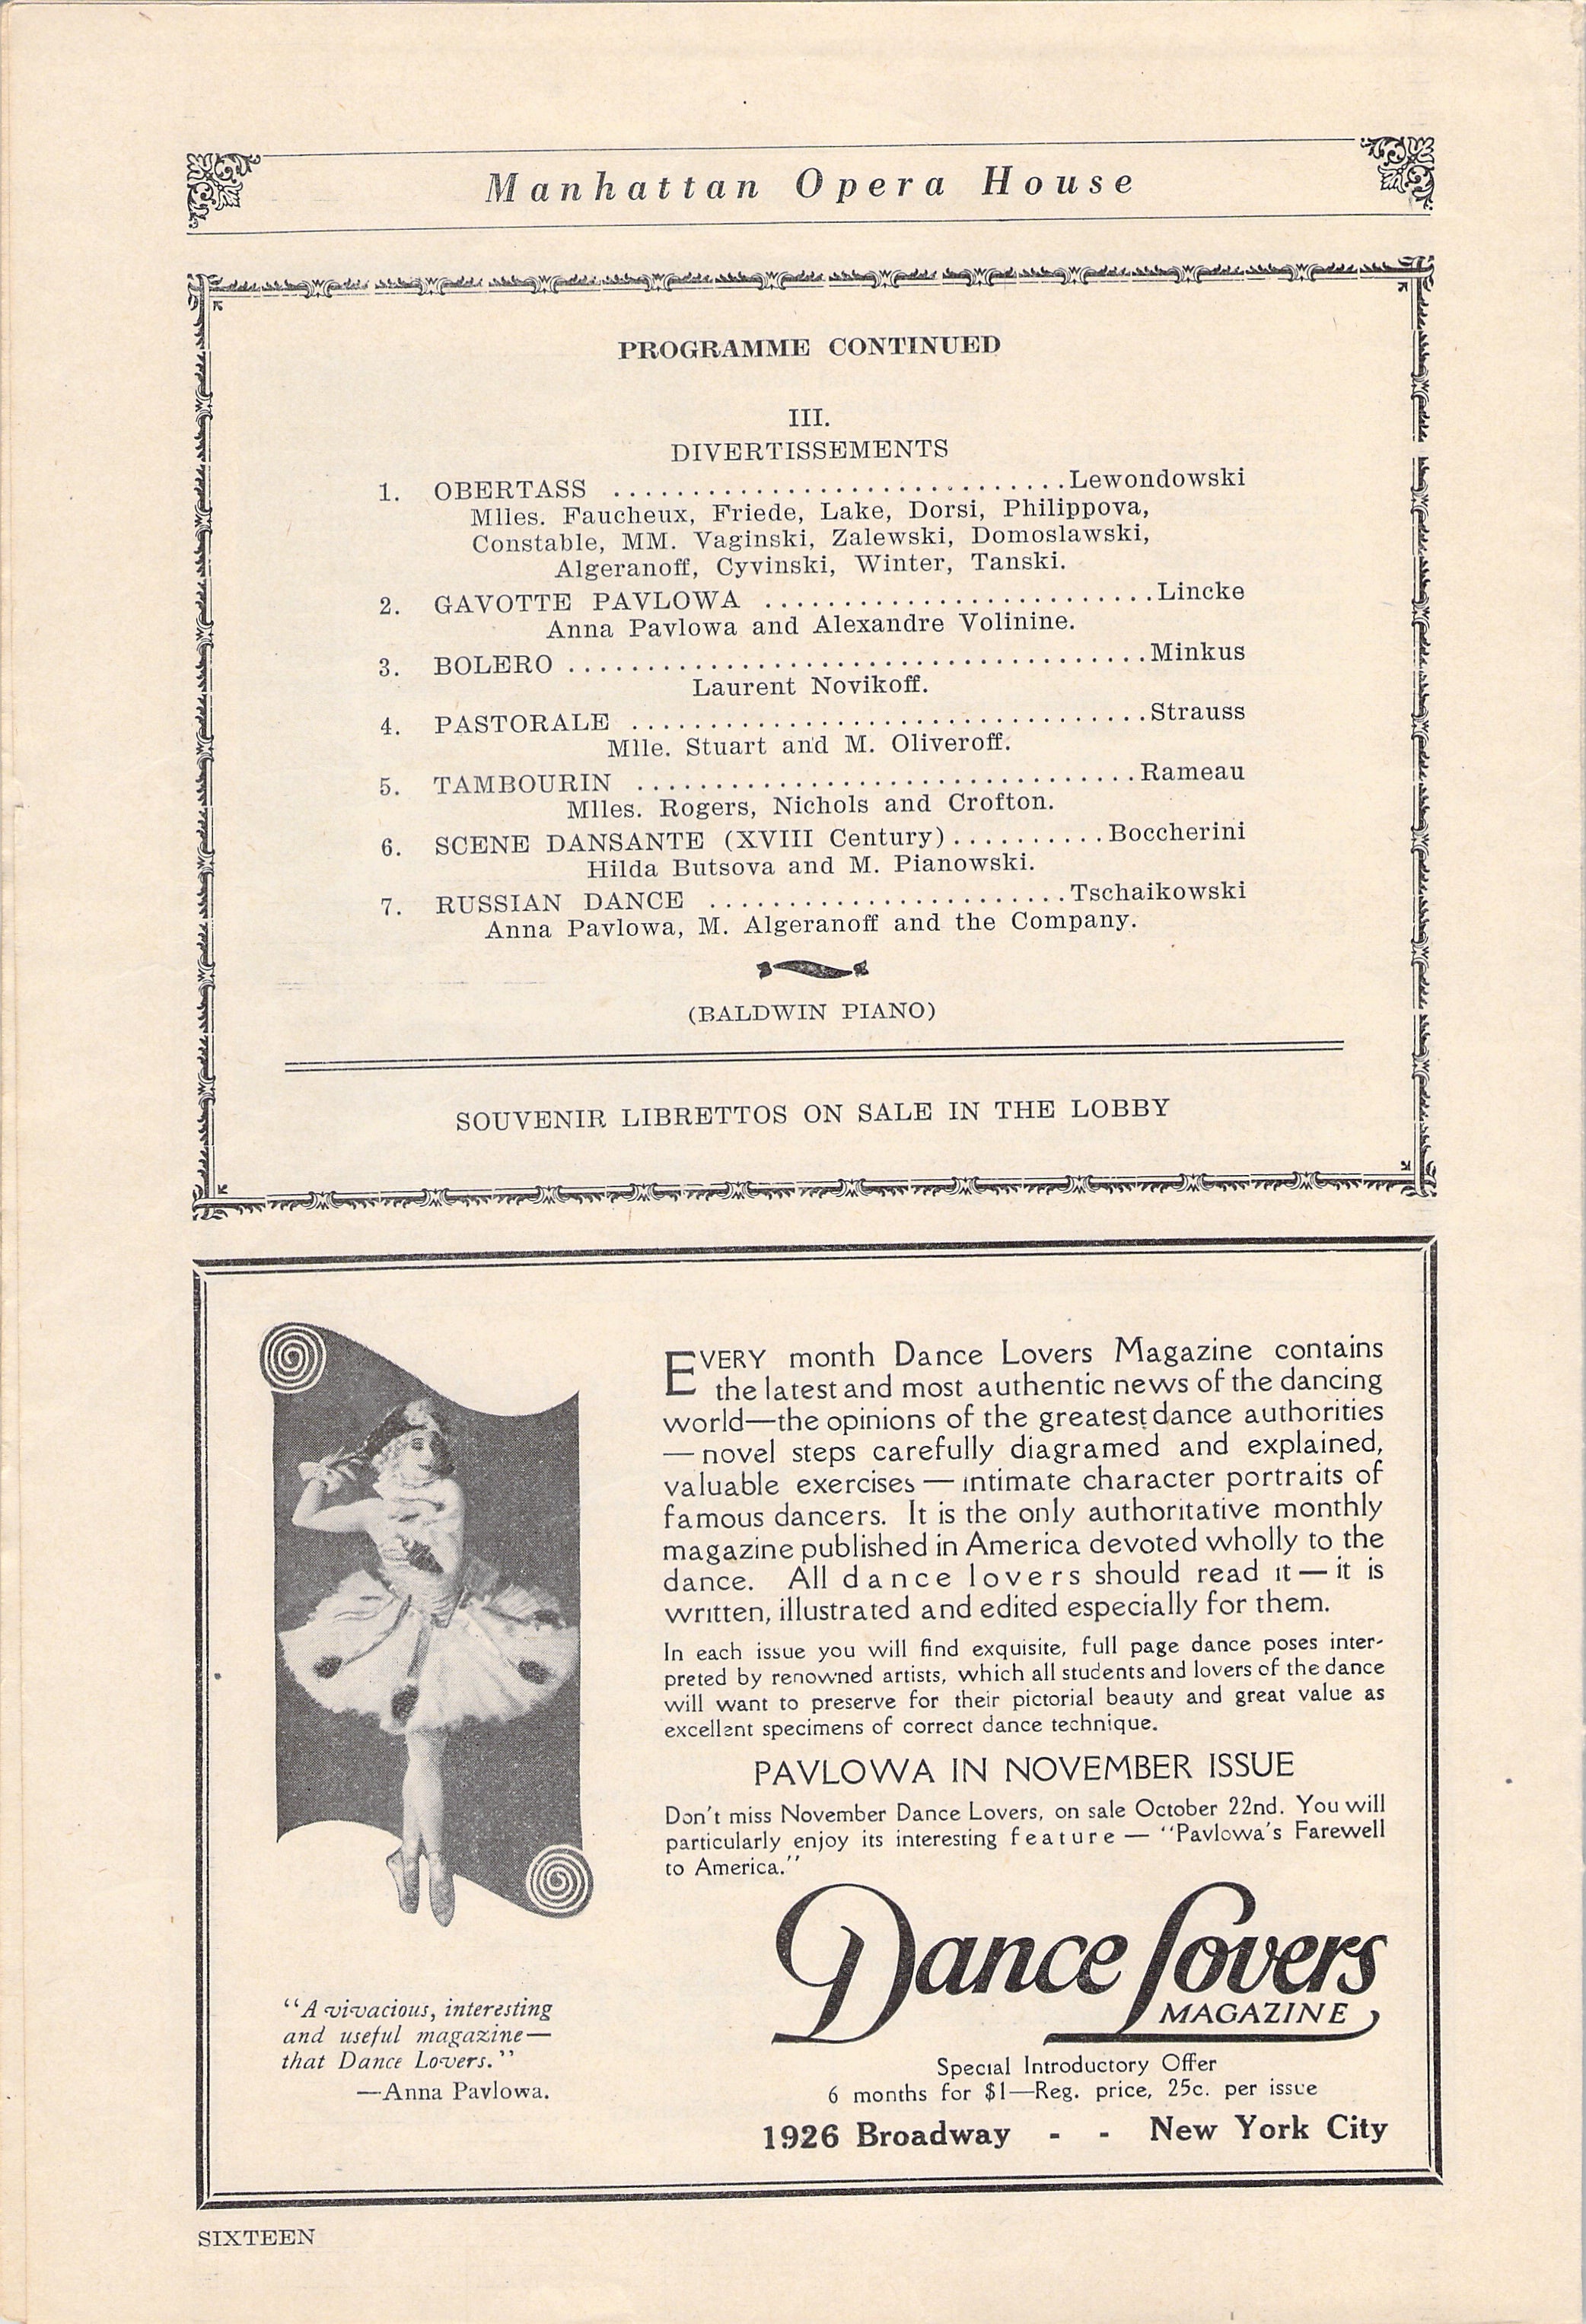 Manhattan Opera House
PROGRAMME CONTINUED
III.
DIVERTISSEMENTS
1. OBERTASS ............................Lewondowski
Mlles. Faucheux, Friede, Lake, Dorsi, Philippova,
Constable, MM. Vaginski, Zalewski, Domoslawski,
Algeranoff, Cyvinski, Winter, Tanski.
2. GAVOTTE PAVLOWA .........................Lincke
Anna Pavlowa and Alexandre Volinine.
3. BOLERO .....................................Minkus
Laurent Novikoff.
4. PASTORALE .................................Strauss
Mlle. Stuart and M. Oliveroff.
5. TAMBOURIN ................................Rameau
Mlles. Rogers, Nichols and Crofton.
6. SCENE DANSANTE (XVIII Century)..........Boccherini
Hilda Butsova and M. Pianowski.
7. RUSSIAN DANCE .......................Tschaikowski
Anna Pavlowa, M. Algeranoff and the Company.
(BALDWIN PIANO)
SOUVENIR LIBRETTOS ON SALE IN THE LOBBY
EVERY month Dance Lovers Magazine contains
the latest and most authentic news of the dancing
world—the opinions of the greatest dance authorities
—novel steps carefully diagramed and explained,
valuable exercises — intimate character portraits of
famous dancers. It is the only authoritative monthly
magazine published in America devoted wholly to the
dance. All dance lovers should read it — it is
written, illustrated and edited especially for them.
In each issue you will find exquisite, full page dance poses inter-
preted by renowned artists, which all students and lovers of the dance
will want to preserve for their pictorial beauty and great value as
excellent specimens of correct dance technique.
PAVLOWA IN NOVEMBER ISSUE
Don't miss November Dance Lovers, on sale October 22nd. You will
particularly enjoy its interesting feature — "Pavlowa's Farewell
to America."
Dance Lovers
MAGAZINE
"A vivacious, interesting
and useful magazine—
that Dance Lovers."
—Anna Pavlowa.
Special Introductory Offer
6 months for $1—Reg. price, 25c. per issue
1926 Broadway - - New York City
SIXTEEN